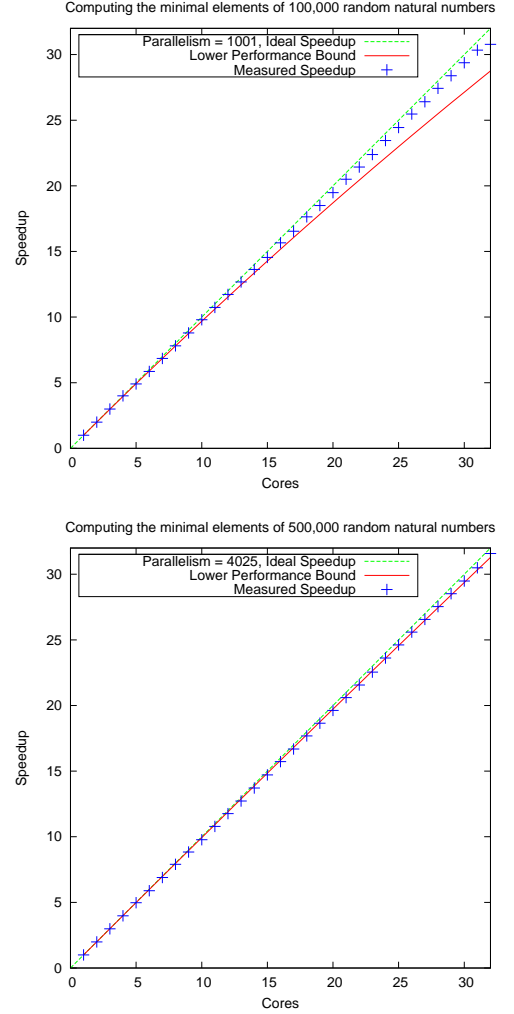 Computing the minimal elements of 100,000 random natural numbers
Parallelism = 1001, Ideal Speedup
Lower Performance Bound
Measured Speedup
30
25
20
15
10
5
0
Speedup
0 5 10 15 20 25 30
Cores
Computing the minimal elements of 500,000 random natural numbers
Parallelism = 4025, Ideal Speedup
Lower Performance Bound
Measured Speedup
30
25
20
15
10
5
0
Speedup
0 5 10 15 20 25 30
Cores